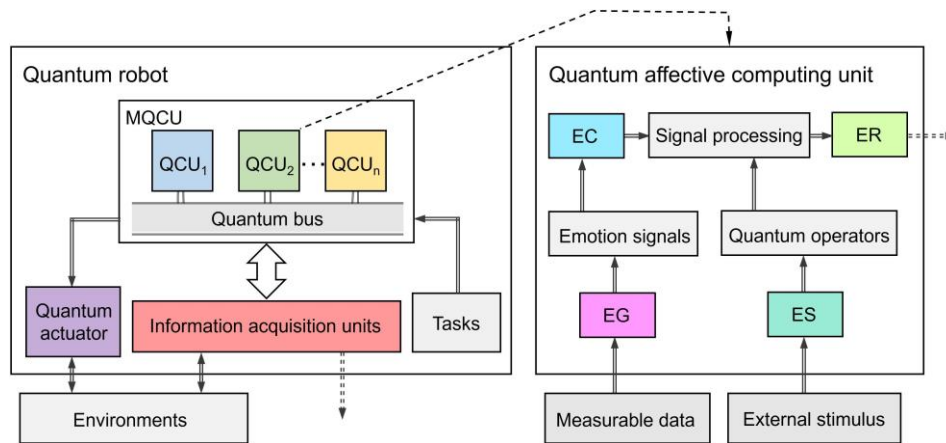 Quantum robot
MQCU
QCU₁
QCU₂
QCUₙ
Quantum bus
Quantum
actuator
Information acquisition units
Tasks
Environments
Quantum affective computing unit
EC
Signal processing
ER
Emotion signals
Quantum operators
EG
ES
Measurable data
External stimulus